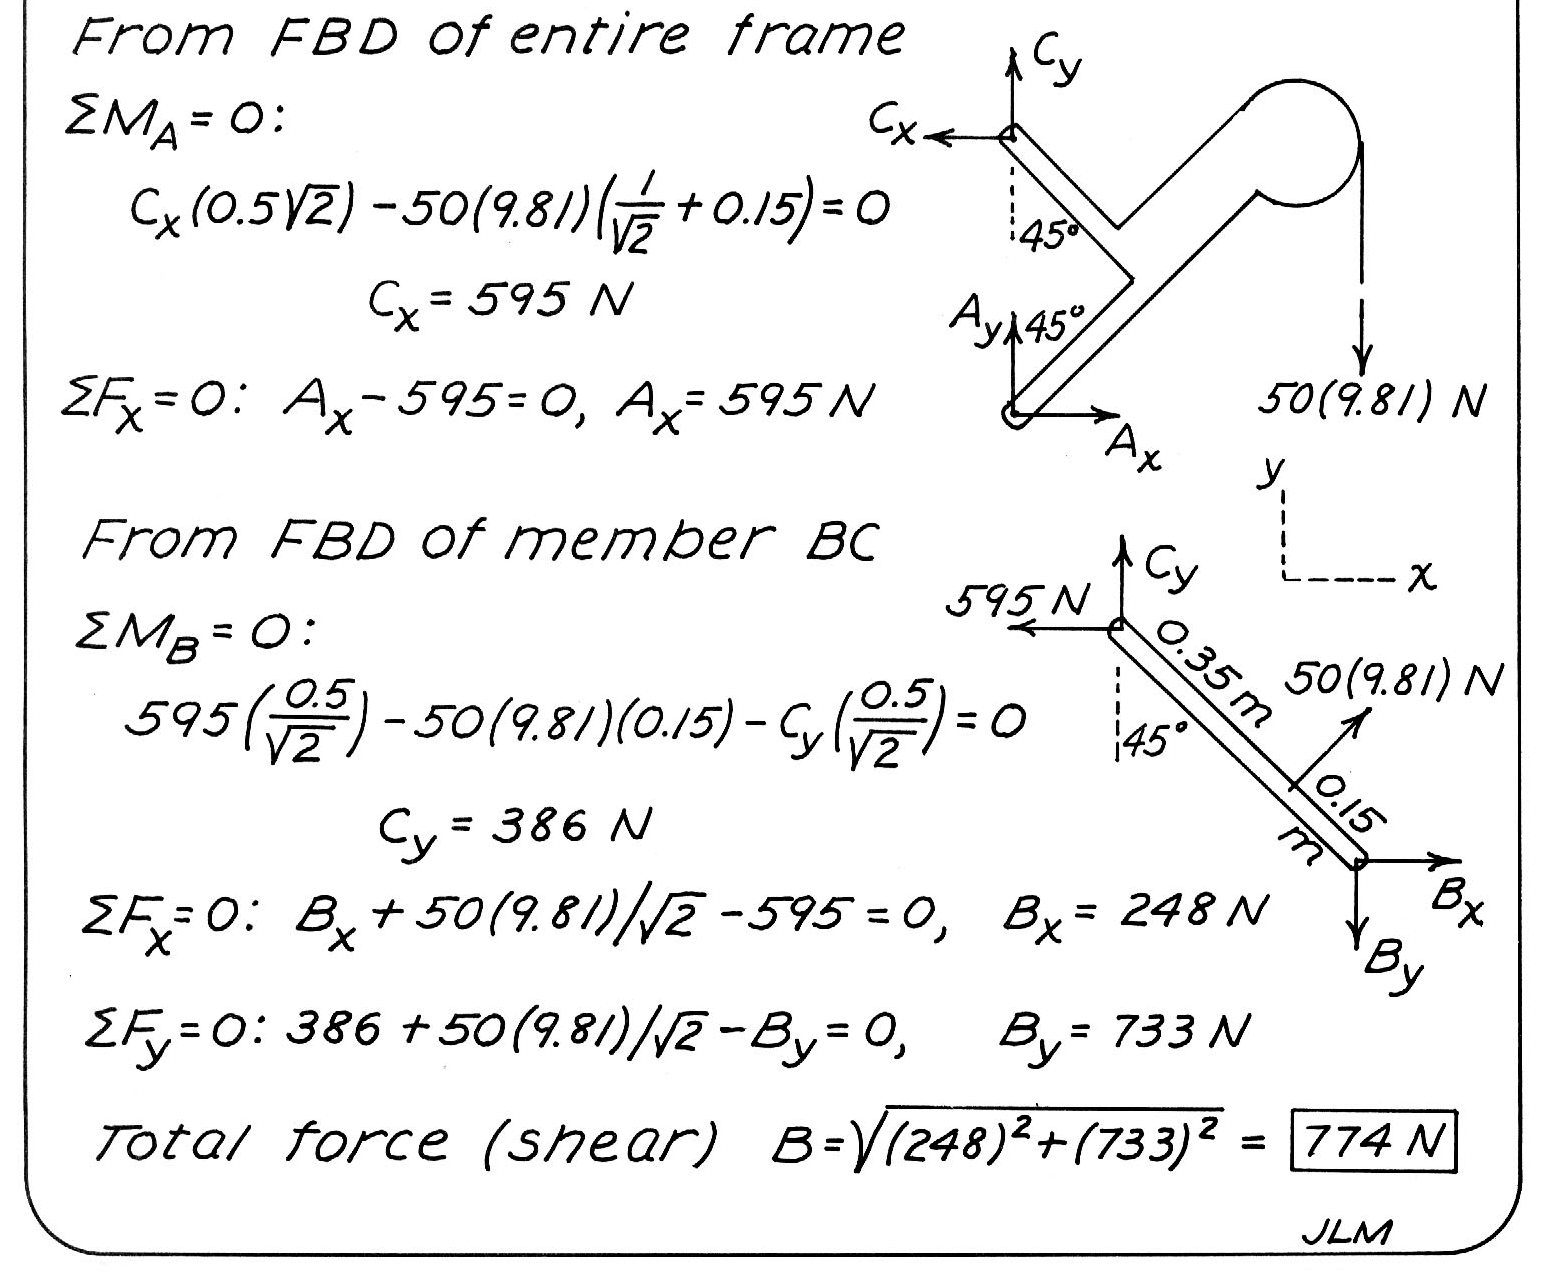 From FBD of entire frame
ΣM_A = 0:
C_x(0.5√2) - 50(9.81)(1/√2 + 0.15) = 0
C_x = 595 N
ΣF_x = 0: A_x - 595 = 0, A_x = 595 N
C_y
C_x
45°
A_y 45°
50(9.81) N
A_x
y
x
From FBD of member BC
ΣM_B = 0:
595(0.5/√2) - 50(9.81)(0.15) - C_y(0.5/√2) = 0
C_y = 386 N
C_y
595 N
0.35 m
50(9.81) N
45°
0.15
m
B_x
B_y
ΣF_x = 0: B_x + 50(9.81)/√2 - 595 = 0, B_x = 248 N
ΣF_y = 0: 386 + 50(9.81)/√2 - B_y = 0, B_y = 733 N
Total force (shear) B = √((248)² + (733)²) = 774 N
JLM